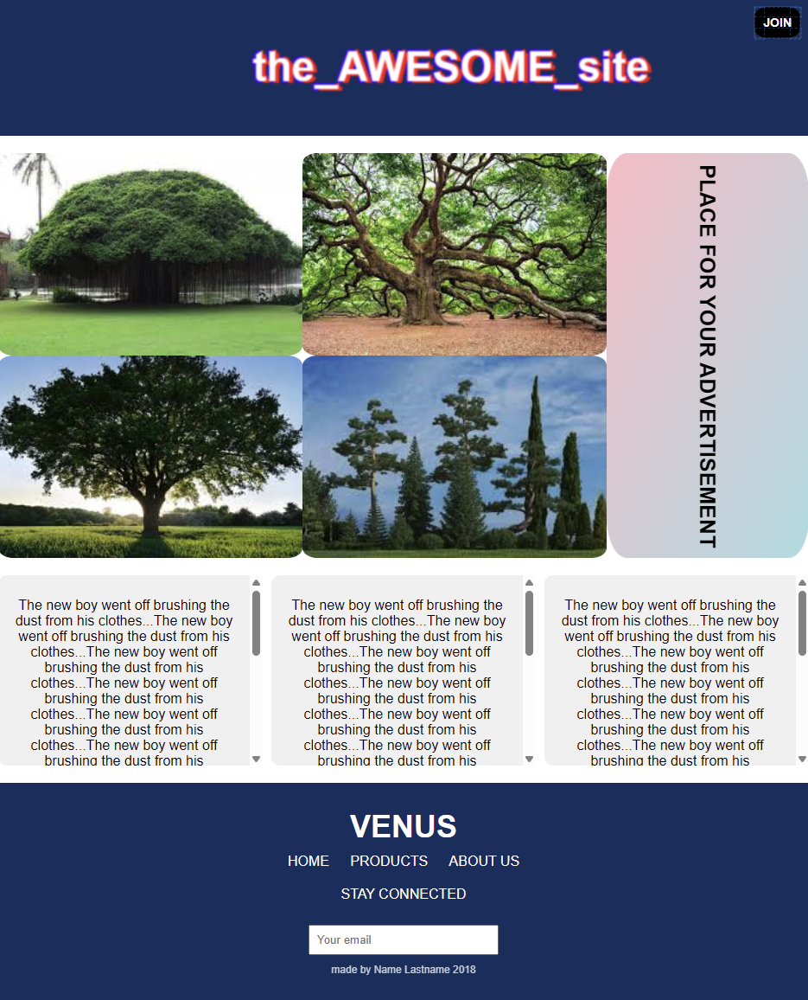 JOIN
the_AWESOME_site
PLACE FOR YOUR ADVERTISEMENT
The new boy went off brushing the
dust from his clothes...The new boy
went off brushing the dust from his
clothes...The new boy went off
brushing the dust from his
clothes...The new boy went off
brushing the dust from his
clothes...The new boy went off
brushing the dust from his
clothes...The new boy went off
brushing the dust from his
The new boy went off brushing the
dust from his clothes...The new boy
went off brushing the dust from his
clothes...The new boy went off
brushing the dust from his
clothes...The new boy went off
brushing the dust from his
clothes...The new boy went off
brushing the dust from his
clothes...The new boy went off
brushing the dust from his
The new boy went off brushing the
dust from his clothes...The new boy
went off brushing the dust from his
clothes...The new boy went off
brushing the dust from his
clothes...The new boy went off
brushing the dust from his
clothes...The new boy went off
brushing the dust from his
clothes...The new boy went off
brushing the dust from his
VENUS
HOME PRODUCTS ABOUT US
STAY CONNECTED
Your email
made by Name Lastname 2018